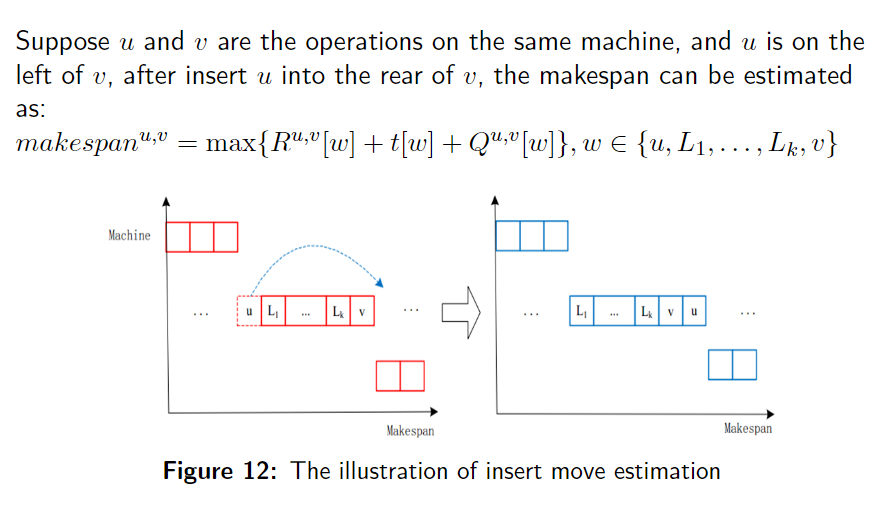 Suppose u and v are the operations on the same machine, and u is on the
left of v, after insert u into the rear of v, the makespan can be estimated
as:
makespan^{u,v} = max{R^{u,v}[w] + t[w] + Q^{u,v}[w]}, w ∈ {u, L_1, . . . , L_k, v}
Machine
... u L_1 ... L_k v ...
... L_1 ... L_k v u ...
Makespan
Makespan
Figure 12: The illustration of insert move estimation